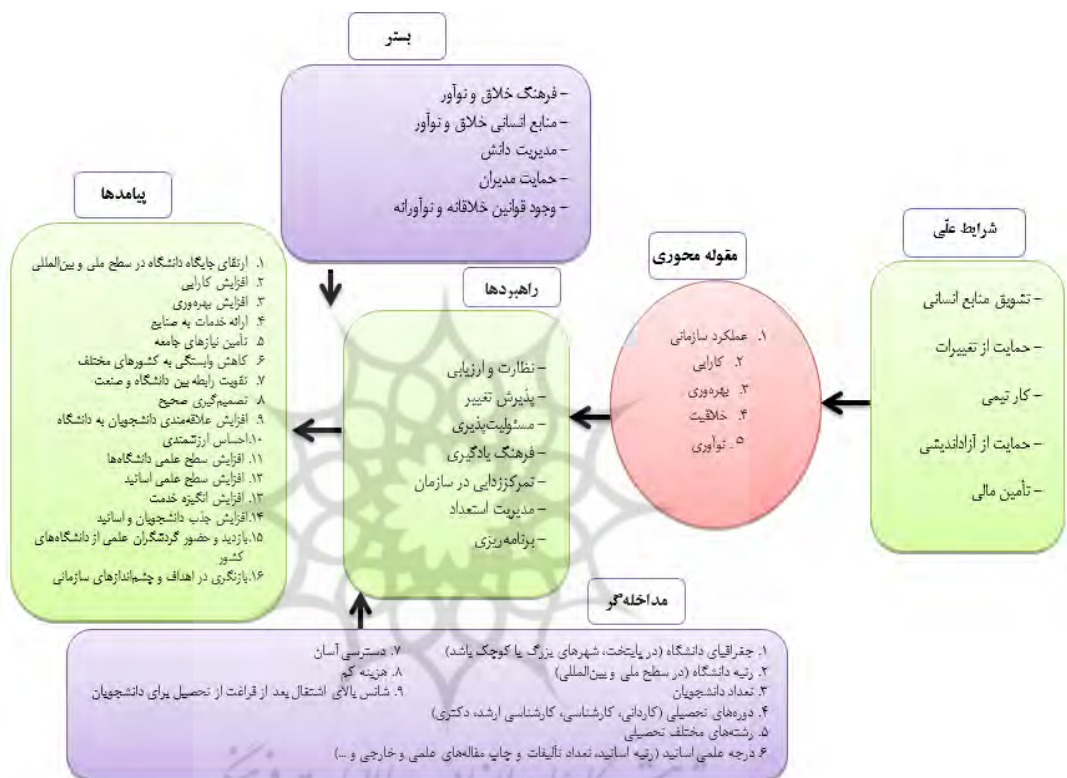 بستر
- فرهنگ خلاق و نوآور
- منابع انسانی خلاق و نوآور
- مدیریت دانش
- حمایت مدیران
- وجود قوانین خلاقانه و نوآورانه
شرایط علّی
- تشویق منابع انسانی
- حمایت از تغییرات
- کار تیمی
- حمایت از آزاداندیشی
- تأمین مالی
مقوله محوری
۱. عملکرد سازمانی
۲. کارایی
۳. بهره‌وری
۴. خلاقیت
۵. نوآوری
راهبردها
- نظارت و ارزیابی
- پذیرش تغییر
- مسئولیت‌پذیری
- فرهنگ یادگیری
- تمرکززدایی در سازمان
- مدیریت استعداد
- برنامه‌ریزی
پیامدها
۱. ارتقای جایگاه دانشگاه در سطح ملی و بین‌المللی
۲. افزایش کارایی
۳. افزایش بهره‌وری
۴. ارائه خدمات به صنایع
۵. تأمین نیازهای جامعه
۶. کاهش وابستگی به کشورهای مختلف
۷. تقویت رابطه بین دانشگاه و صنعت
۸. تصمیم‌گیری صحیح
۹. افزایش علاقه‌مندی دانشجویان به دانشگاه
۱۰.احساس ارزشمندی
۱۱. افزایش سطح علمی دانشگاه‌ها
۱۲. افزایش سطح علمی اساتید
۱۳. افزایش انگیزه خدمت
۱۴.افزایش جذب دانشجویان و اساتید
۱۵.بازدید و حضور گردشگران علمی از دانشگاه‌های
کشور
۱۶.بازنگری در اهداف و چشم‌اندازهای سازمانی
مداخله‌گر
۱. جغرافیای دانشگاه (در پایتخت، شهرهای بزرگ یا کوچک باشد)
۲. رتبه دانشگاه (در سطح ملی و بین‌المللی)
۳. تعداد دانشجویان
۴. دوره‌های تحصیلی (کاردانی، کارشناسی، کارشناسی ارشد، دکتری)
۵. رشته‌های مختلف تحصیلی
۶. درجه علمی اساتید (رتبه اساتید، تعداد تألیفات و چاپ مقاله‌های علمی و خارجی و ...)
۷. دسترسی آسان
۸. هزینه کم
۹. شانس بالای اشتغال بعد از فراغت از تحصیل برای دانشجویان